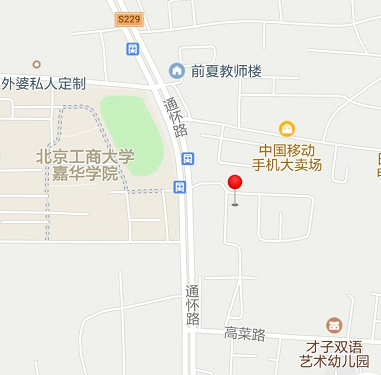 S229
前夏教师楼
外婆私人定制
通怀路
中国移动
手机大卖场
北京工商大学
嘉华学院
通怀路
高菜路
才子双语
艺术幼儿园